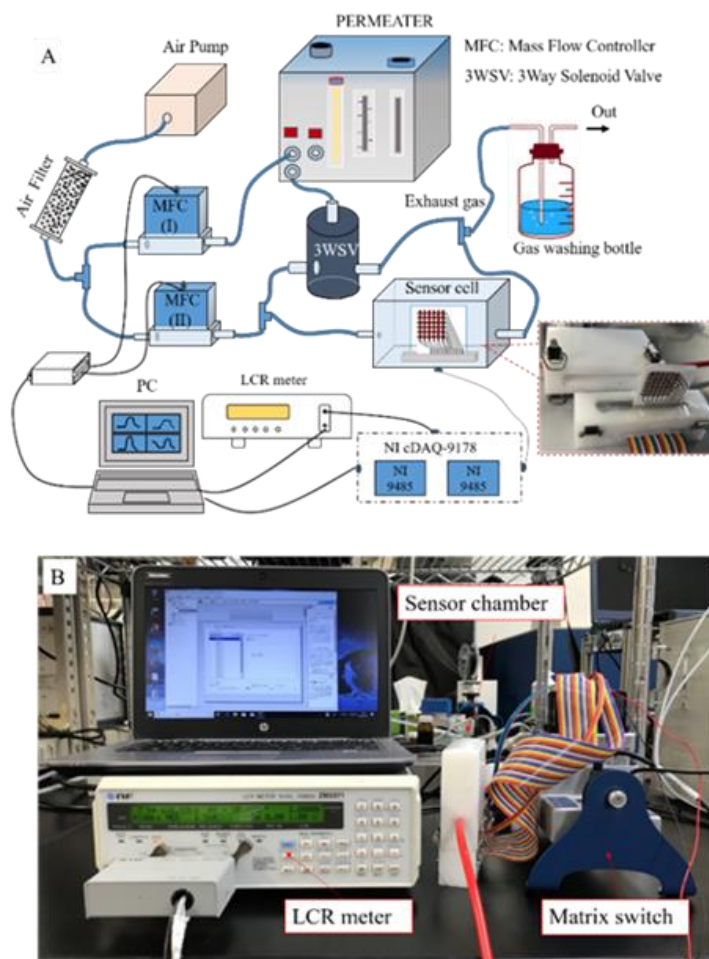 A
Air Pump
PERMEATER
MFC: Mass Flow Controller
3WSV: 3Way Solenoid Valve
Out
Air Filter
MFC
(I)
Exhaust gas
3WSV
Gas washing bottle
MFC
(II)
Sensor cell
PC
LCR meter
NI cDAQ-9178
NI
9485
NI
9485
B
Sensor chamber
LCR meter
Matrix switch